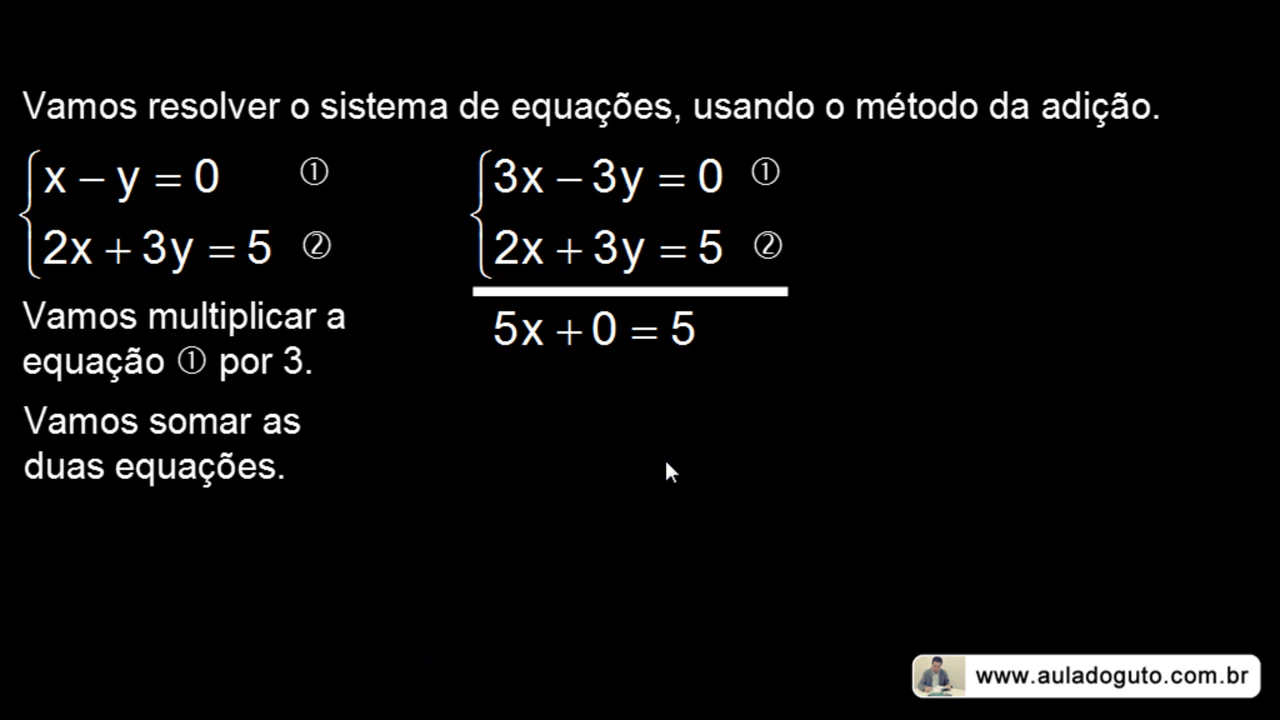 Vamos resolver o sistema de equações, usando o método da adição.
x − y = 0 ①
2x + 3y = 5 ②
Vamos multiplicar a
equação ① por 3.
Vamos somar as
duas equações.
3x − 3y = 0 ①
2x + 3y = 5 ②
5x + 0 = 5
www.auladoguto.com.br